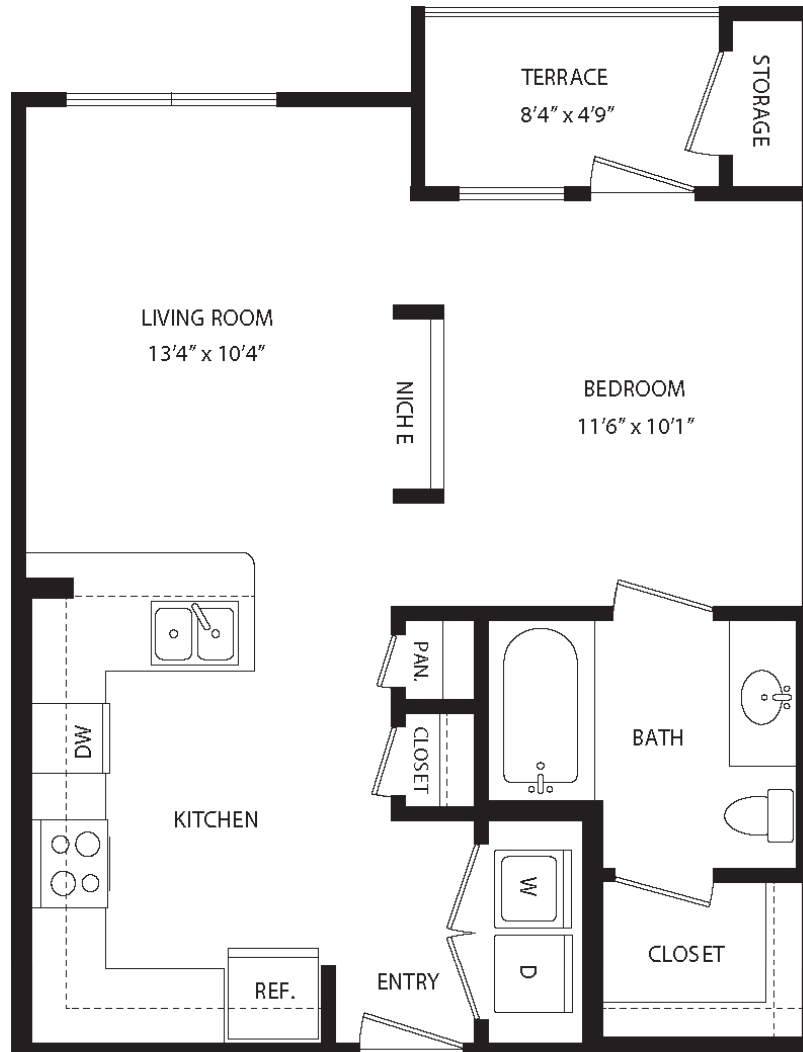 TERRACE
8'4" x 4'9"
STORAGE
LIVING ROOM
13'4" x 10'4"
NICHE
BEDROOM
11'6" x 10'1"
PAN.
DW
CLOSET
BATH
KITCHEN
W
D
REF.
ENTRY
CLOSET